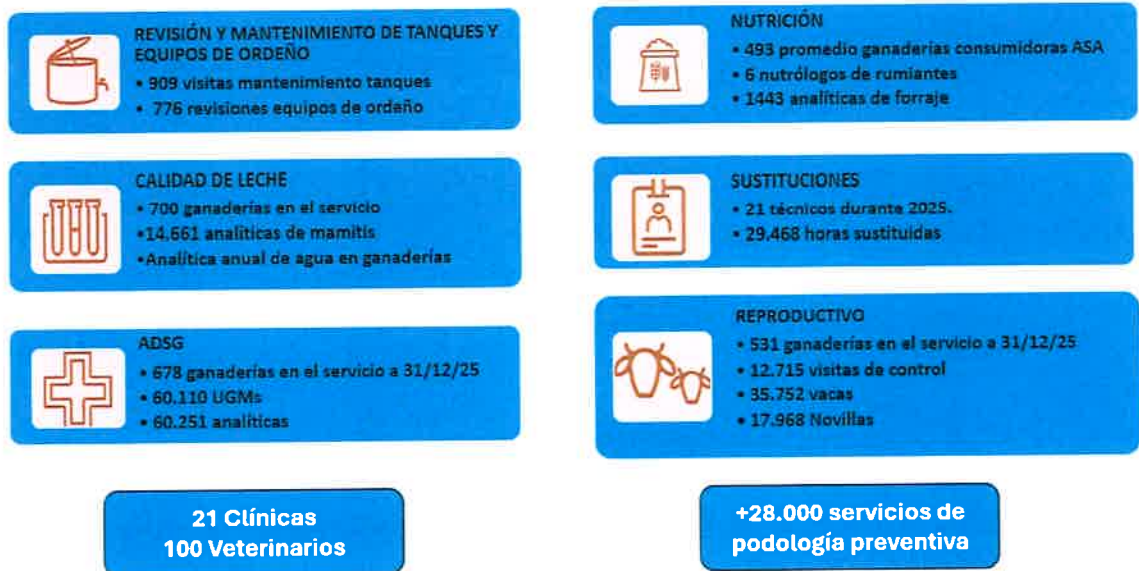 REVISIÓN Y MANTENIMIENTO DE TANQUES Y
EQUIPOS DE ORDEÑO
• 909 visitas mantenimiento tanques
• 776 revisiones equipos de ordeño
CALIDAD DE LECHE
• 700 ganaderías en el servicio
•14.661 analíticas de mamitis
•Analítica anual de agua en ganaderías
ADSG
• 678 ganaderías en el servicio a 31/12/25
• 60.110 UGMs
• 60.251 analíticas
21 Clínicas
100 Veterinarios
NUTRICIÓN
• 493 promedio ganaderías consumidoras ASA
• 6 nutrólogos de rumiantes
• 1443 analíticas de forraje
SUSTITUCIONES
• 21 técnicos durante 2025.
• 29.468 horas sustituidas
REPRODUCTIVO
• 531 ganaderías en el servicio a 31/12/25
• 12.715 visitas de control
• 35.752 vacas
• 17.968 Novillas
+28.000 servicios de
podología preventiva